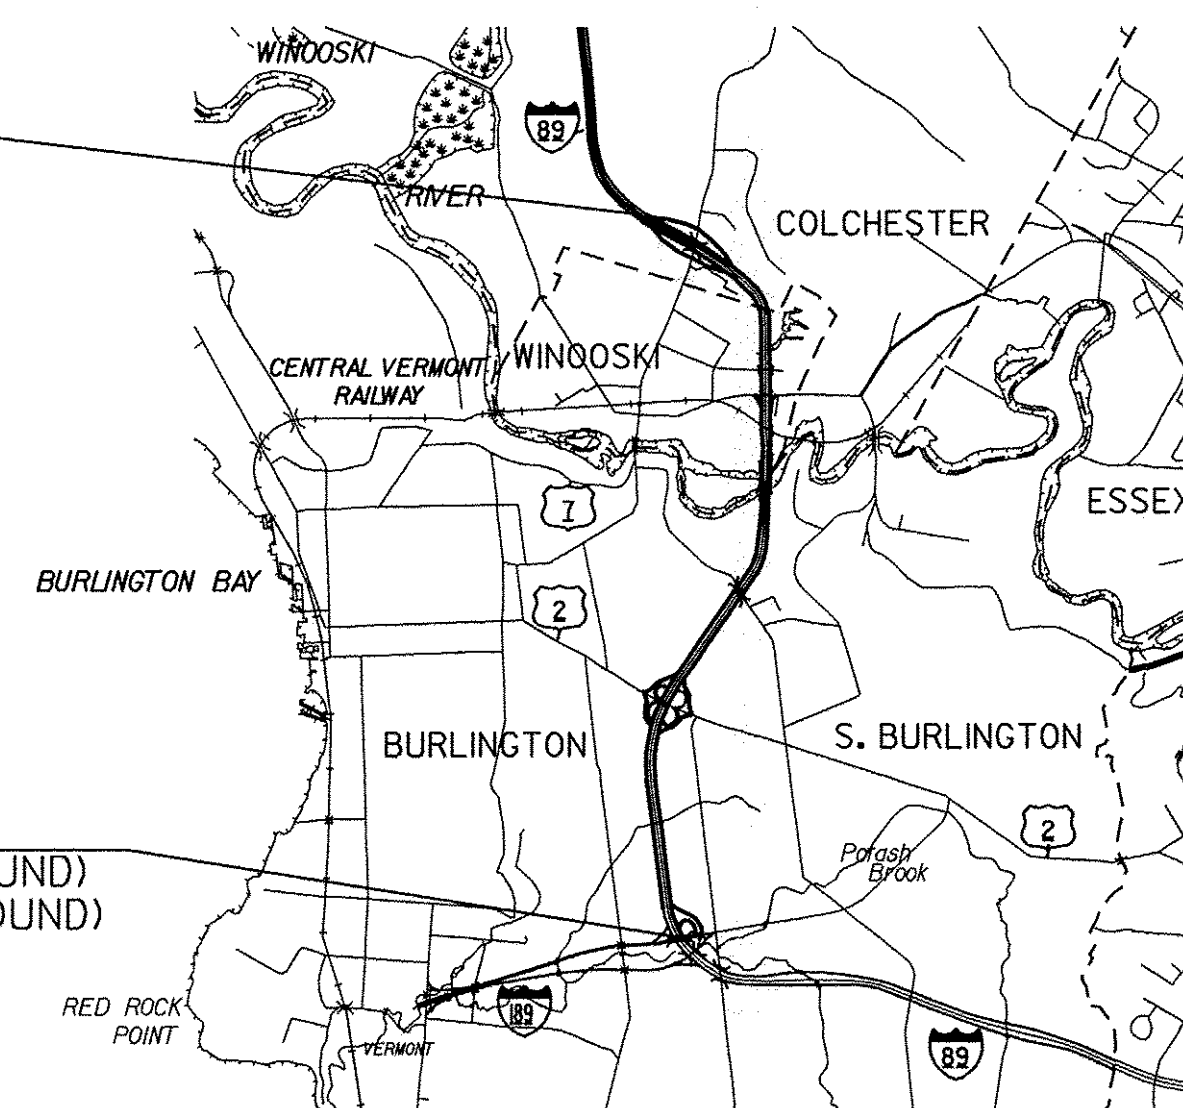 WINOOSKI
89
RIVER
COLCHESTER
CENTRAL VERMONT
RAILWAY
WINOOSKI
7
ESSEX
BURLINGTON BAY
2
BURLINGTON
S. BURLINGTON
2
Potash
Brook
UND)
OUND)
RED ROCK
POINT
189
VERMONT
89